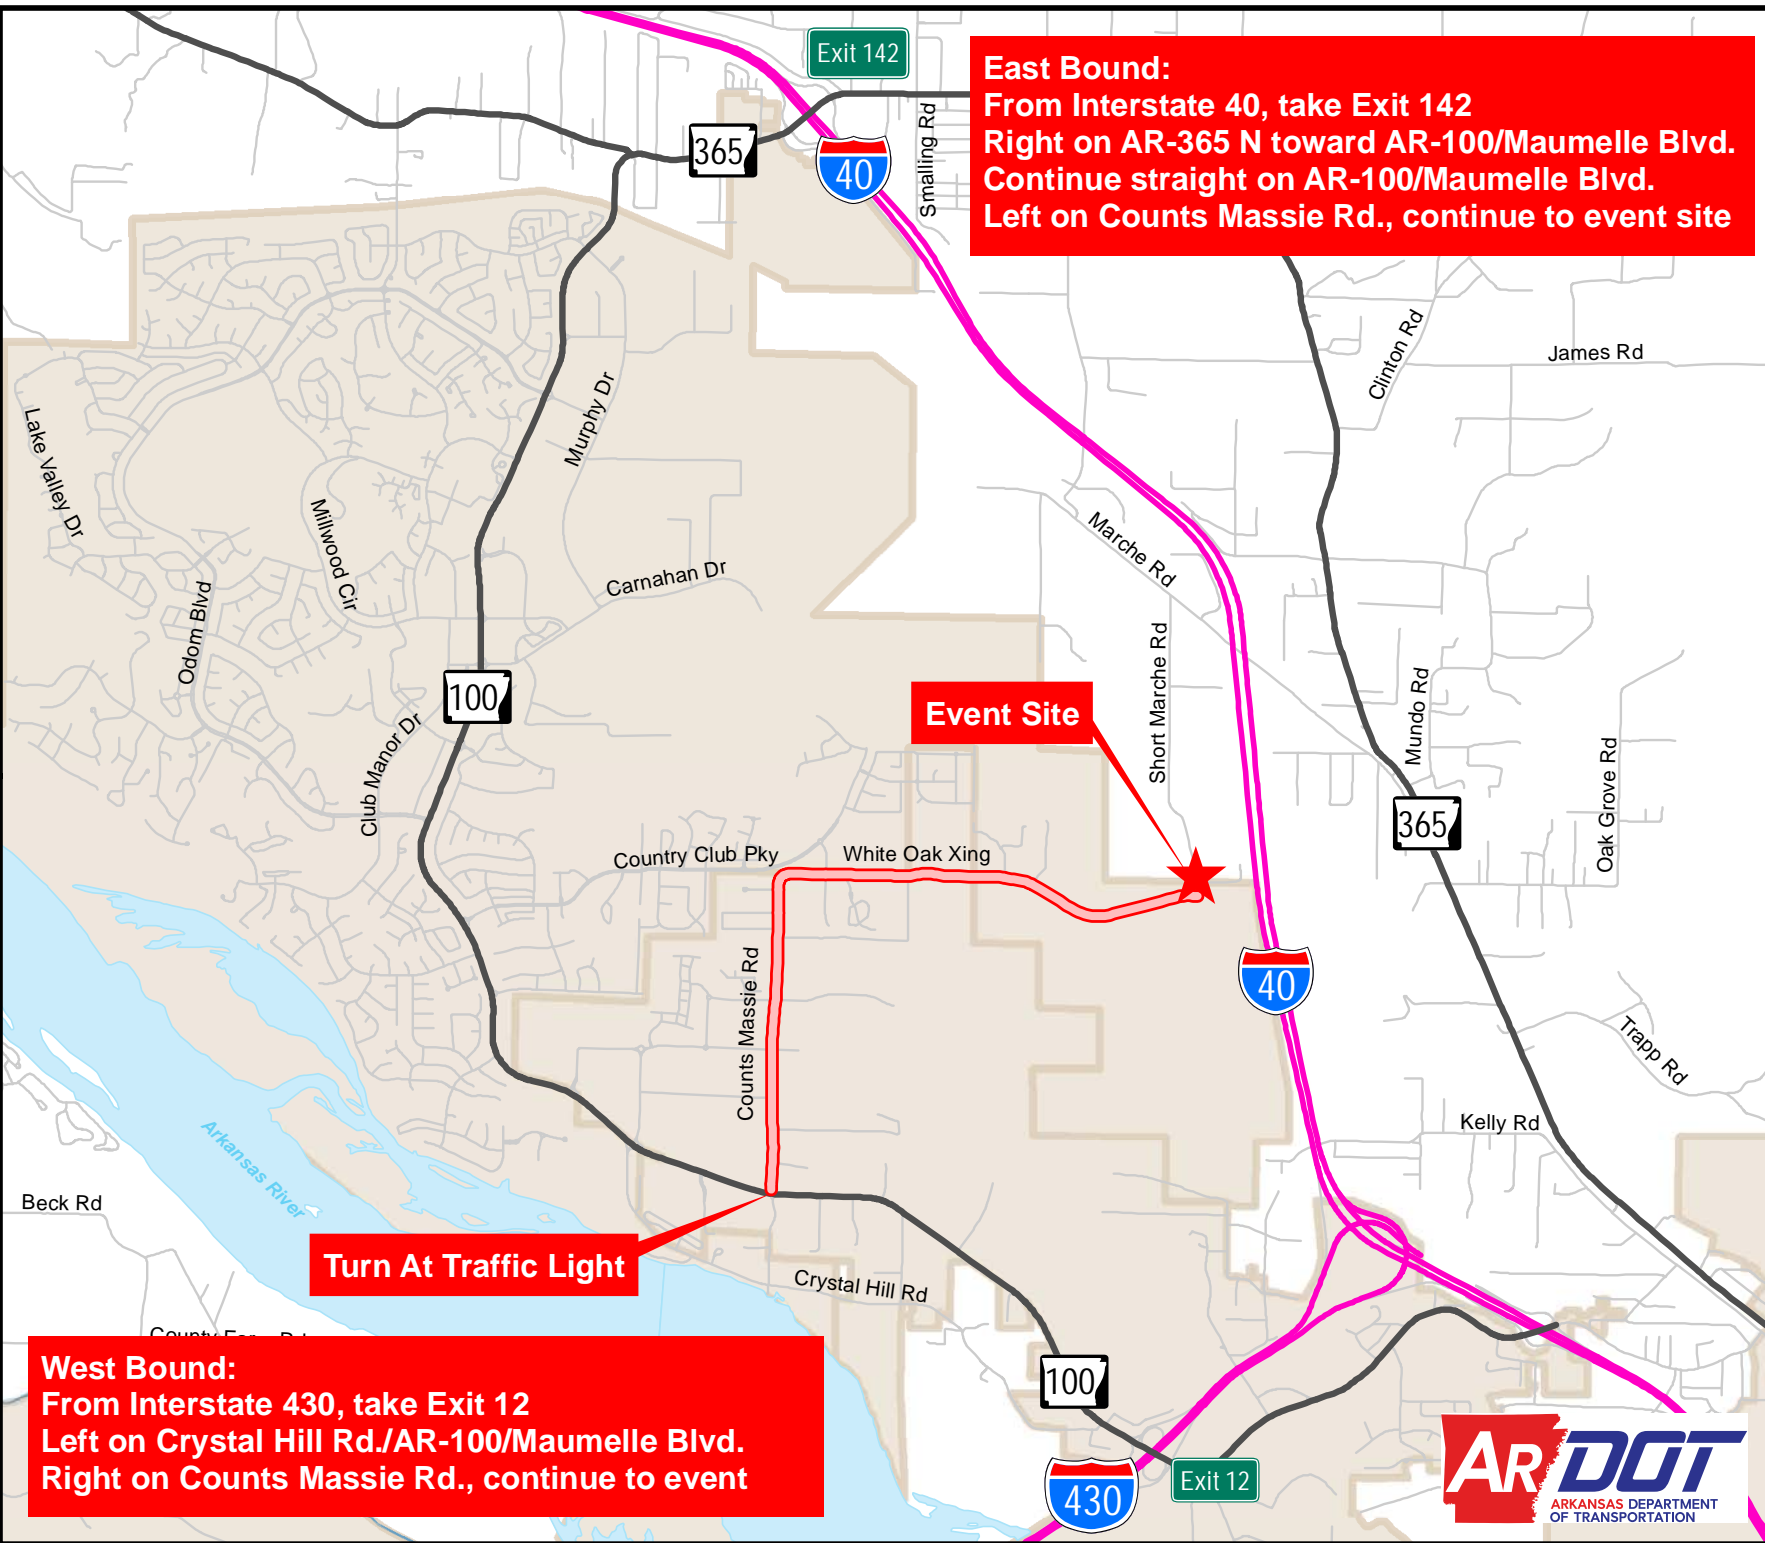 Exit 142
East Bound:
From Interstate 40, take Exit 142
Right on AR-365 N toward AR-100/Maumelle Blvd.
Continue straight on AR-100/Maumelle Blvd.
Left on Counts Massie Rd., continue to event site
365
40
Smalling Rd
Clinton Rd
James Rd
Murphy Dr
Lake Valley Dr
Millwood Cir
Marche Rd
Carnahan Dr
Odom Blvd
Short Marche Rd
100
Mundo Rd
Event Site
Club Manor Dr
Oak Grove Rd
365
Country Club Pky
White Oak Xing
40
Counts Massie Rd
Trapp Rd
Kelly Rd
Arkansas River
Beck Rd
Turn At Traffic Light
Crystal Hill Rd
County
West Bound:
From Interstate 430, take Exit 12
Left on Crystal Hill Rd./AR-100/Maumelle Blvd.
Right on Counts Massie Rd., continue to event
100
Exit 12
430
ARDOT
ARKANSAS DEPARTMENT
OF TRANSPORTATION